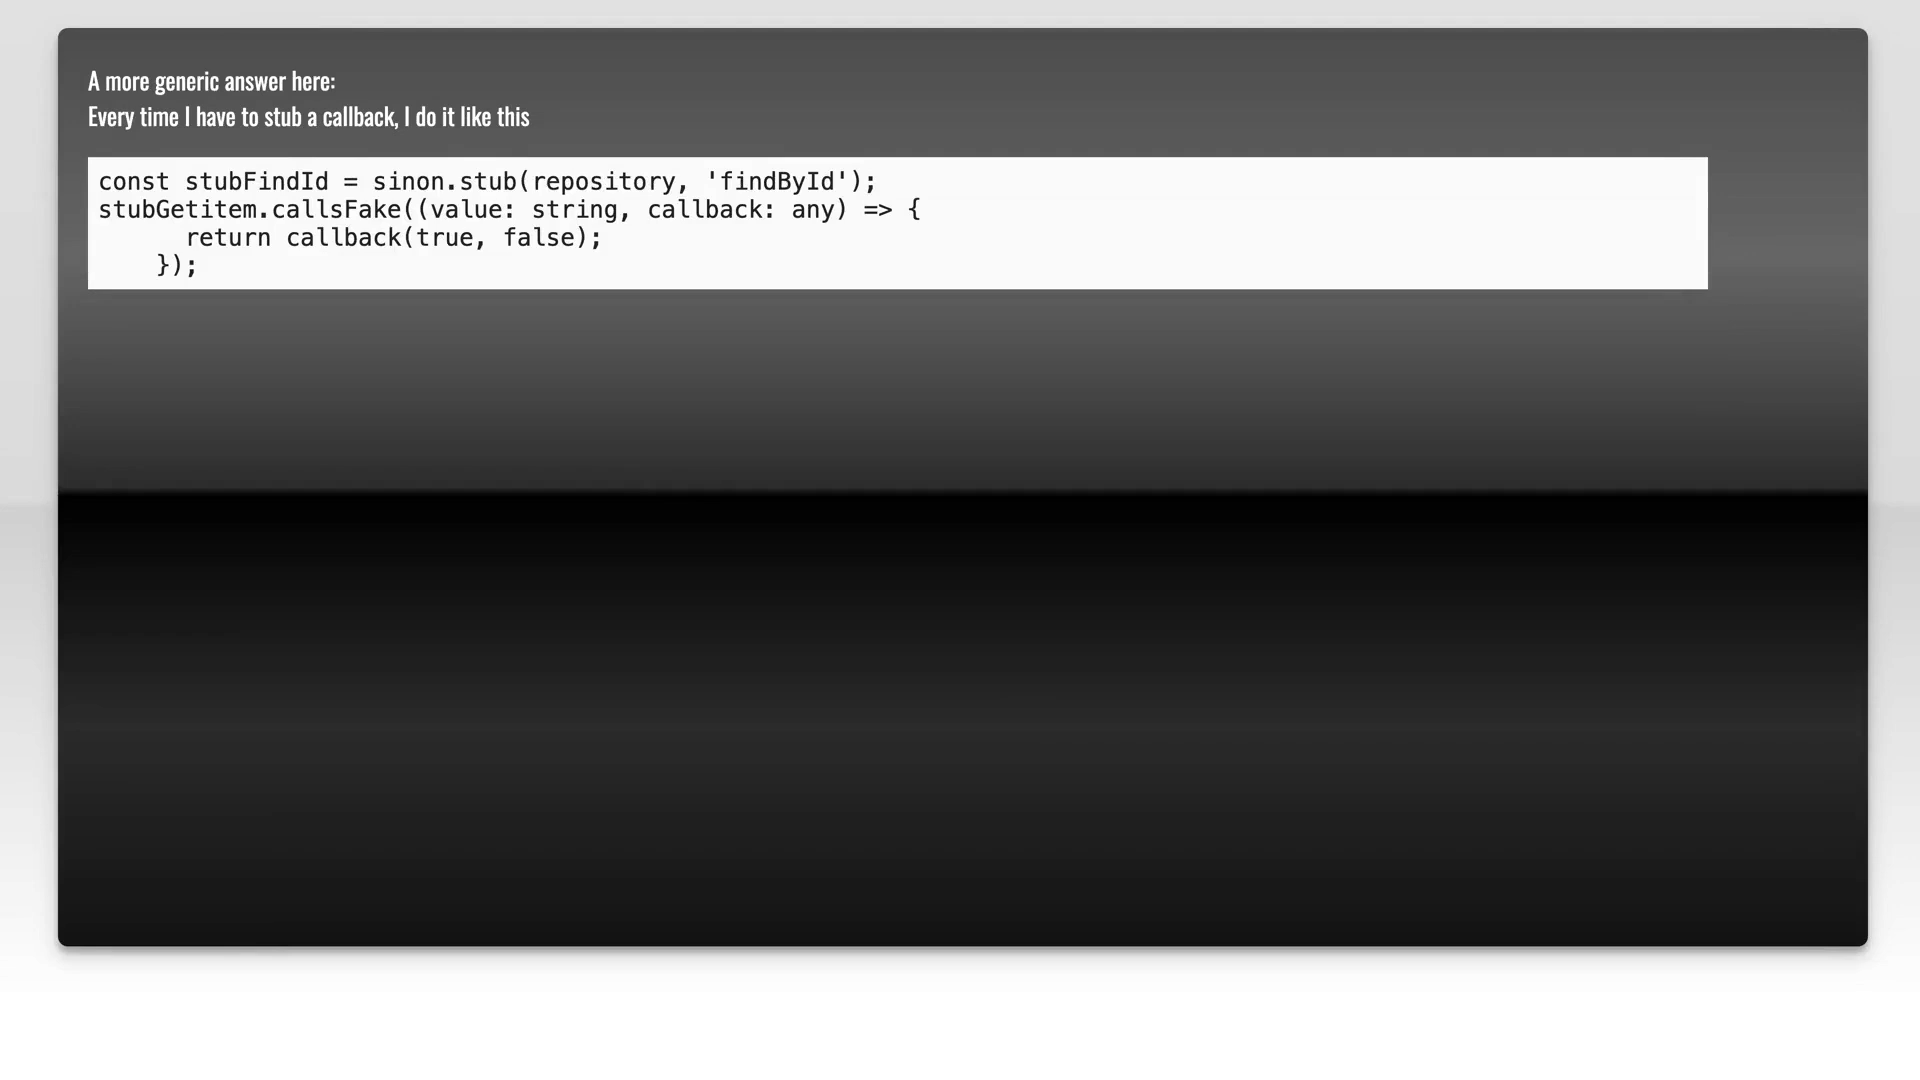 A more generic answer here:
Every time I have to stub a callback, I do it like this
const stubFindId = sinon.stub(repository, 'findById');
stubGetitem.callsFake((value: string, callback: any) => {
      return callback(true, false);
    });